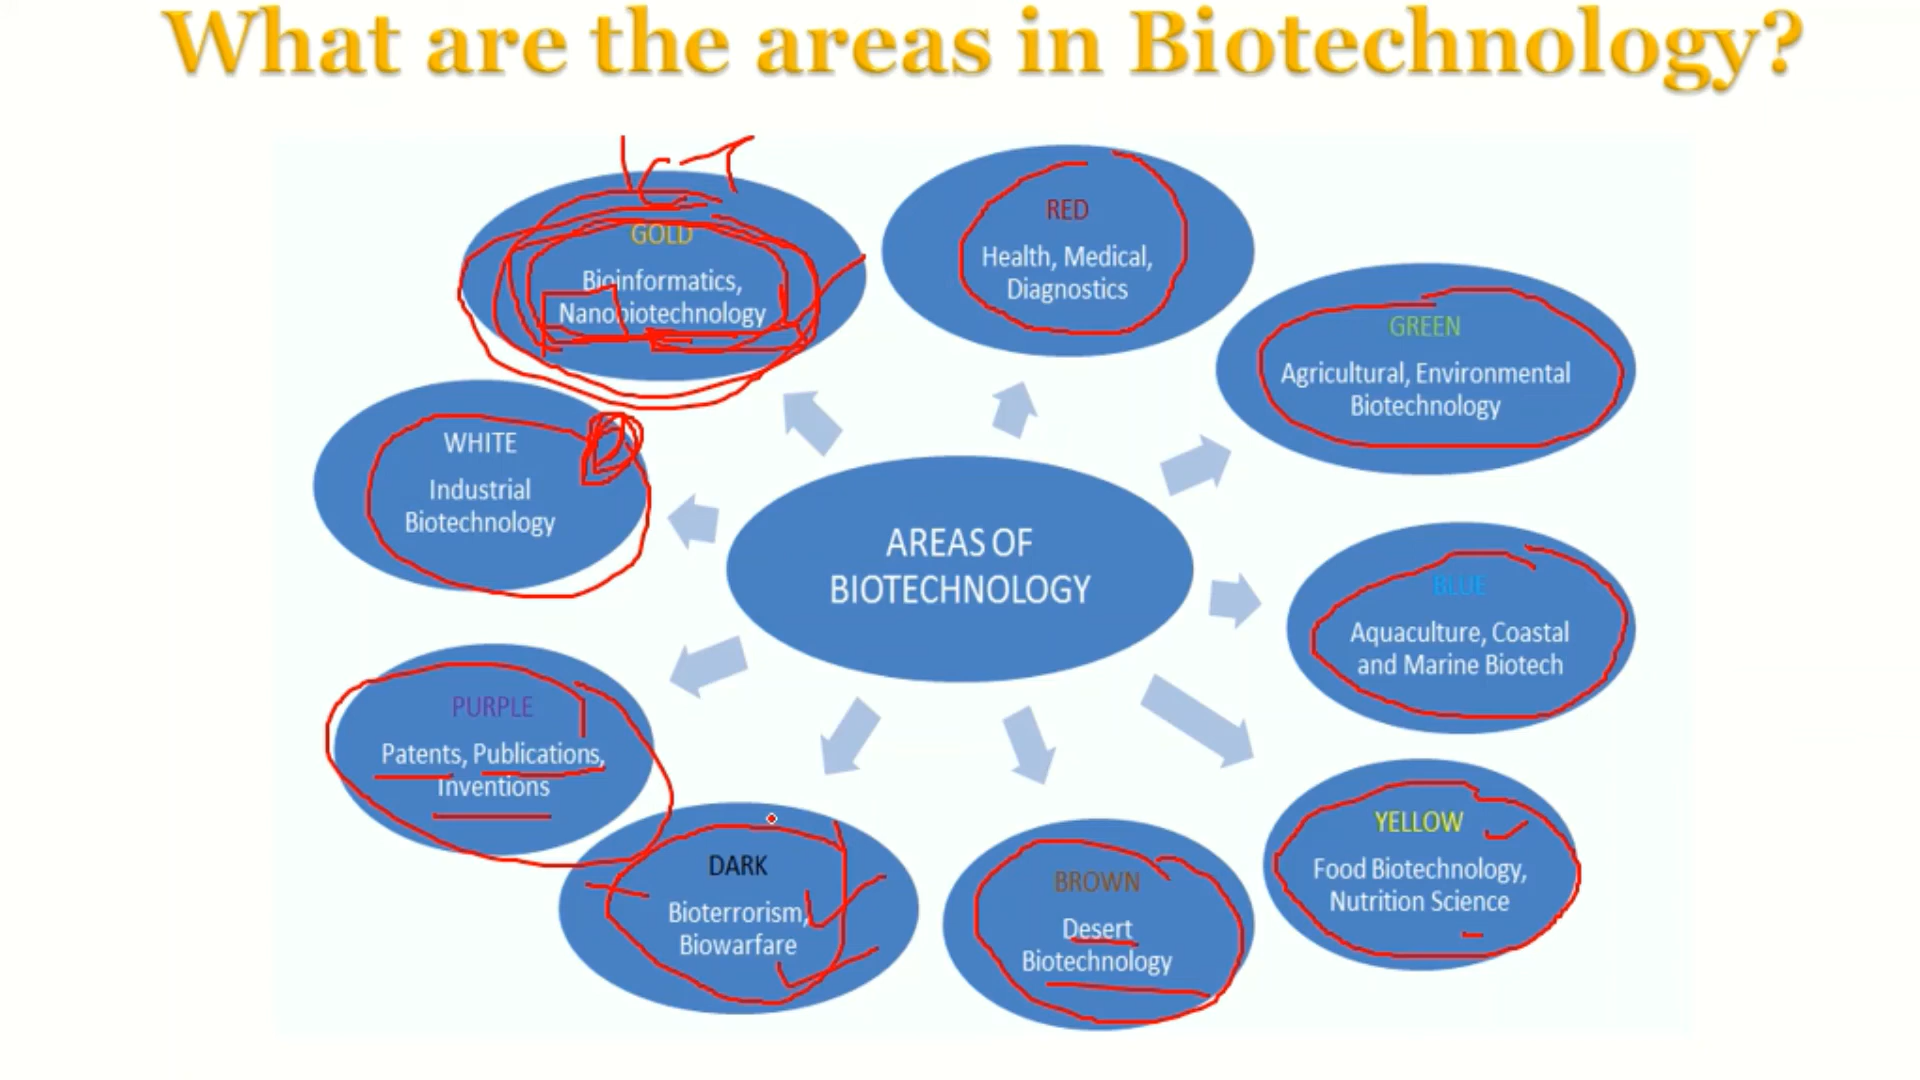 What are the areas in Biotechnology?
GOLD
Bioinformatics,
Nanobiotechnology
RED
Health, Medical,
Diagnostics
GREEN
Agricultural, Environmental
Biotechnology
BLUE
Aquaculture, Coastal
and Marine Biotech
YELLOW
Food Biotechnology,
Nutrition Science
BROWN
Desert
Biotechnology
DARK
Bioterrorism,
Biowarfare
PURPLE
Patents, Publications,
Inventions
WHITE
Industrial
Biotechnology
AREAS OF
BIOTECHNOLOGY